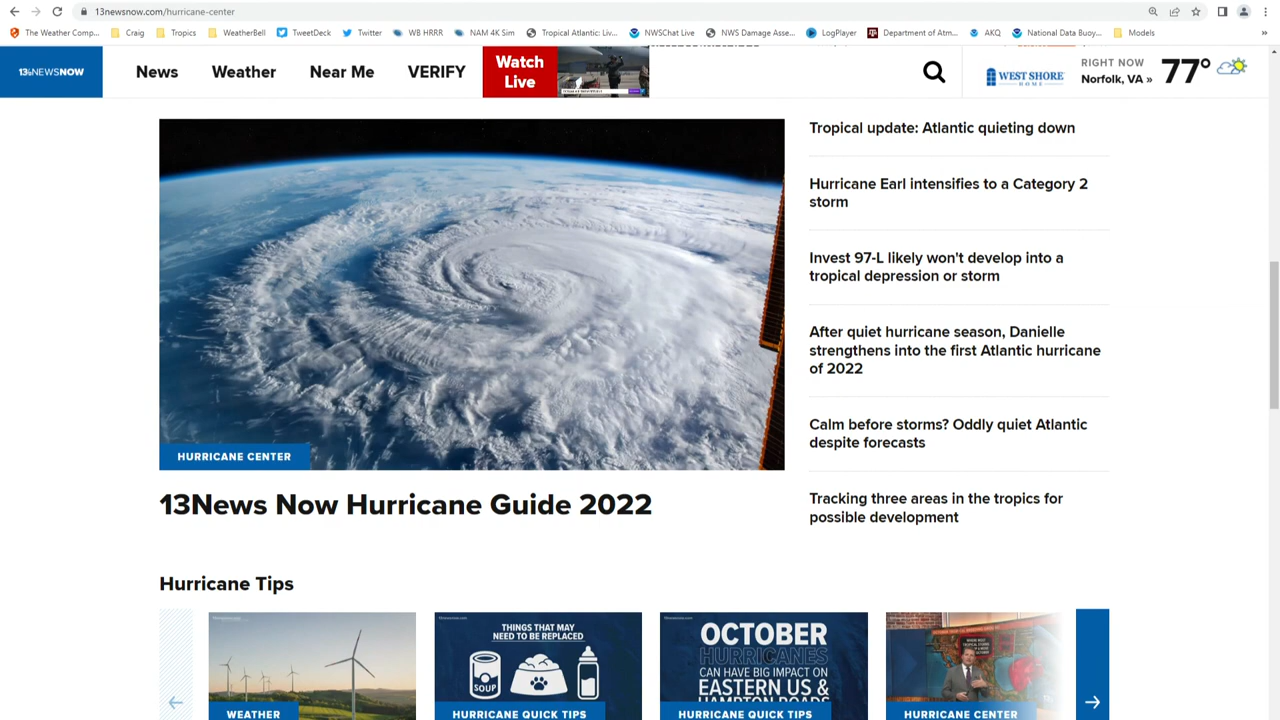 13newsnow.com/hurricane-center
The Weather Comp...
Craig
Tropics
WeatherBell
TweetDeck
Twitter
WB HRRR
NAM 4K Sim
Tropical Atlantic: Liv...
NWSChat Live
NWS Damage Asse...
LogPlayer
Department of Atm...
AKQ
National Data Buoy...
Models
»
13NEWSNOW
News
Weather
Near Me
VERIFY
Watch
Live
WEST SHORE
HOME
RIGHT NOW
Norfolk, VA »
77°
HURRICANE CENTER
13News Now Hurricane Guide 2022
Tropical update: Atlantic quieting down
Hurricane Earl intensifies to a Category 2
storm
Invest 97-L likely won't develop into a
tropical depression or storm
After quiet hurricane season, Danielle
strengthens into the first Atlantic hurricane
of 2022
Calm before storms? Oddly quiet Atlantic
despite forecasts
Tracking three areas in the tropics for
possible development
Hurricane Tips
WEATHER
THINGS THAT MAY
NEED TO BE REPLACED
SOUP
HURRICANE QUICK TIPS
OCTOBER
HURRICANES
CAN HAVE BIG IMPACT ON
EASTERN US &
HAMPTON ROADS
HURRICANE QUICK TIPS
HURRICANE CENTER